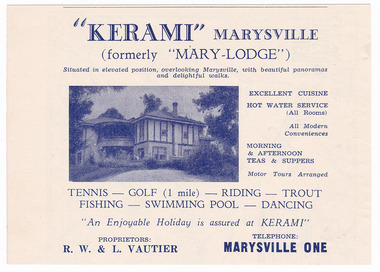 "KERAMI" MARYSVILLE
(formerly "MARY-LODGE")
Situated in elevated position, overlooking Marysville, with beautiful panoramas
and delightful walks.
EXCELLENT CUISINE
HOT WATER SERVICE
(All Rooms)
All Modern
Conveniences
MORNING
& AFTERNOON
TEAS & SUPPERS
Motor Tours Arranged
TENNIS — GOLF (1 mile) — RIDING — TROUT
FISHING — SWIMMING POOL — DANCING
"An Enjoyable Holiday is assured at KERAMI"
PROPRIETORS:
R. W. & L. VAUTIER
TELEPHONE:
MARYSVILLE ONE